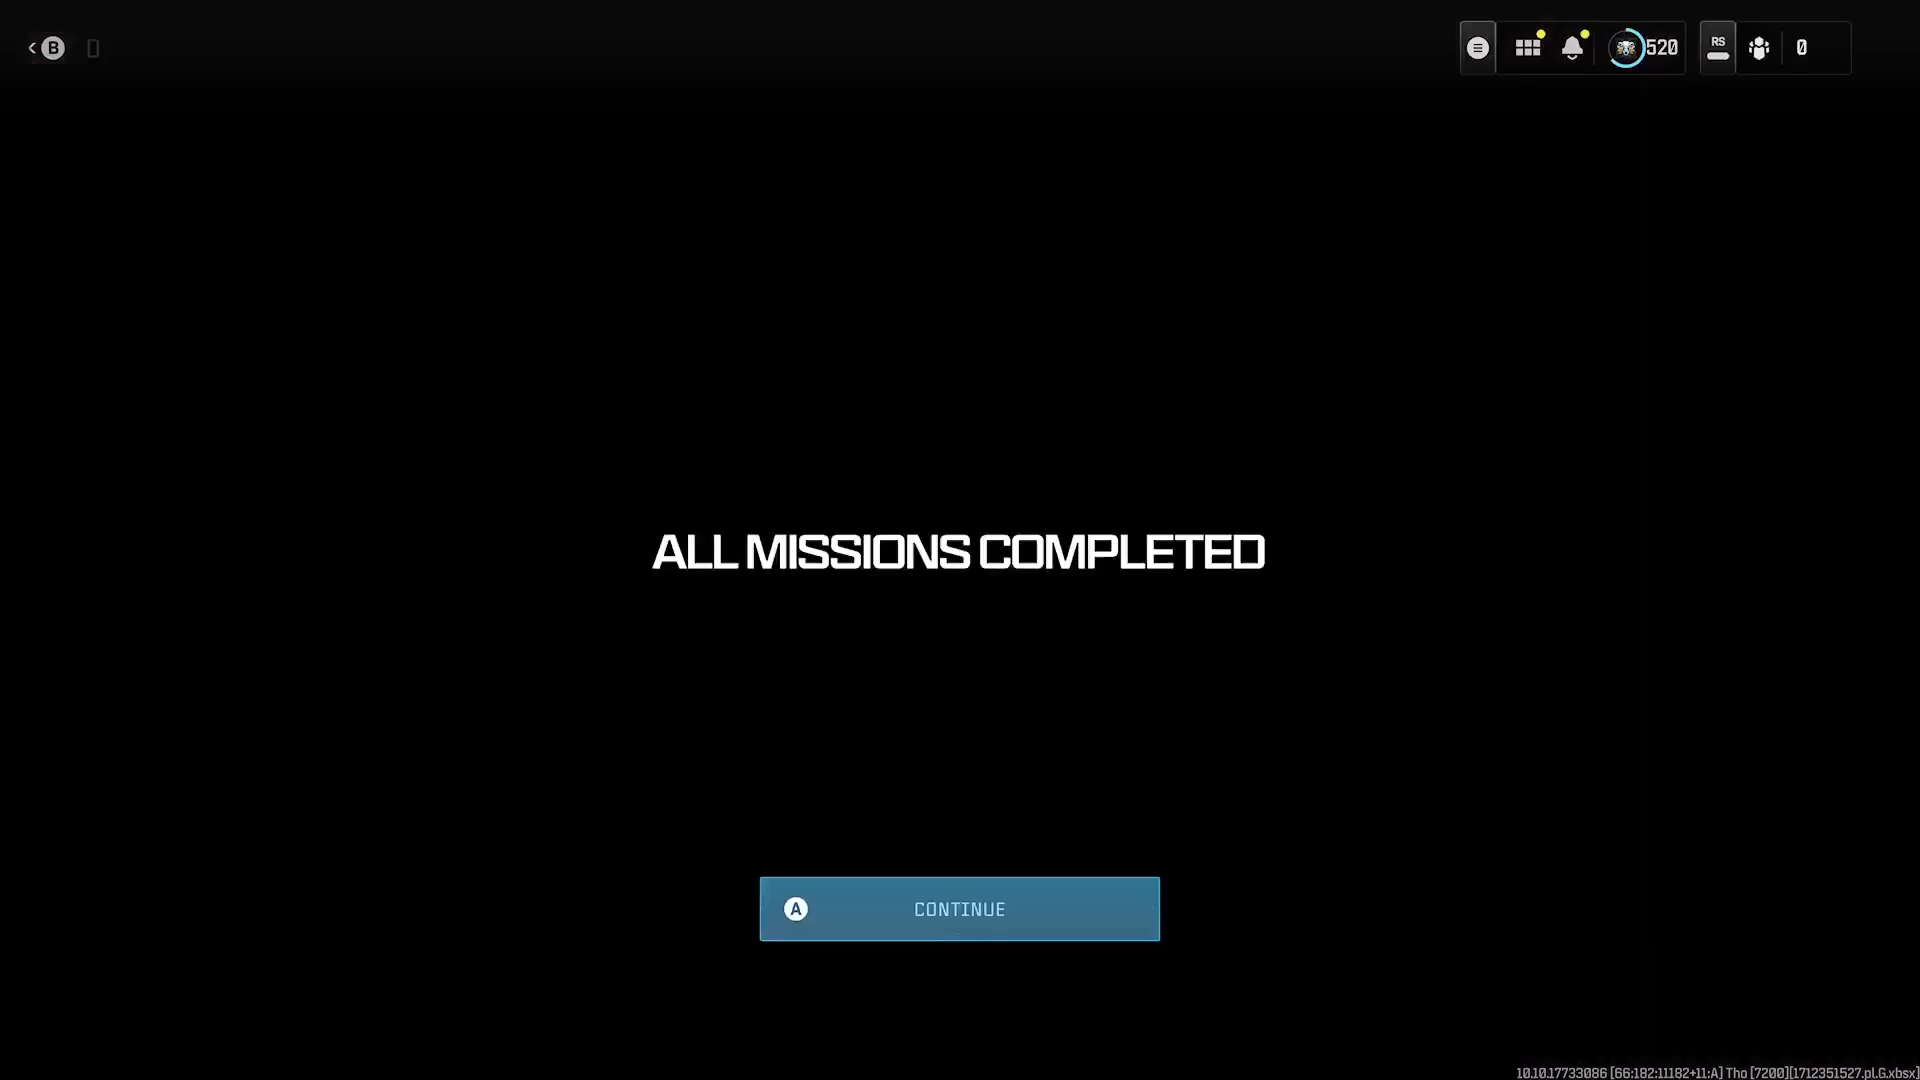 B
520
RS
0
ALL MISSIONS COMPLETED
A CONTINUE
10.10.17733086 [66:182:11182+11:A] Tho [7200][1712351527.pl.G.xbsx]